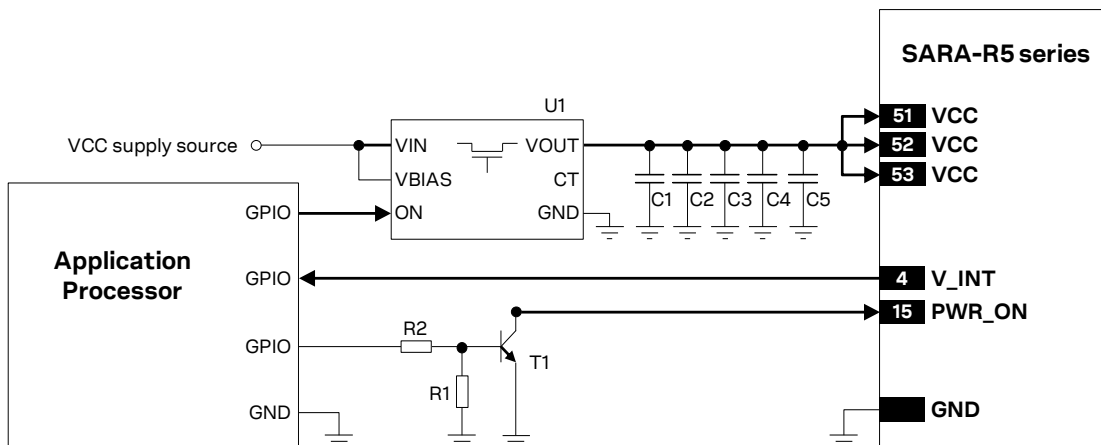 SARA-R5 series
U1
51 VCC
VCC supply source
VIN
VOUT
52 VCC
VBIAS
CT
53 VCC
C1
C2
C3
C4
C5
GPIO
ON
GND
Application
Processor
GPIO
4 V_INT
15 PWR_ON
R2
GPIO
T1
R1
GND
GND